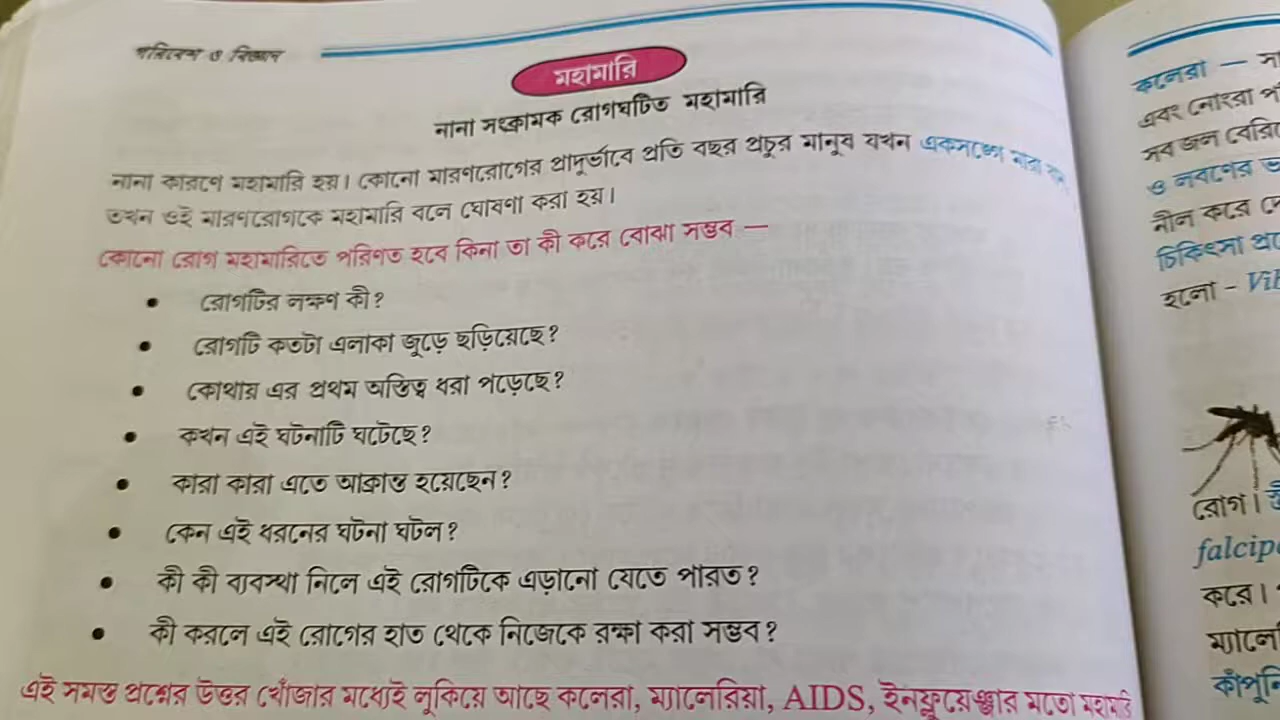 পরিবেশ ও বিজ্ঞান
মহামারি
নানা সংক্রামক রোগঘটিত মহামারি
নানা কারণে মহামারি হয়। কোনো মারণরোগের প্রাদুর্ভাবে প্রতি বছর প্রচুর মানুষ যখন একসঙ্গে মারা যান,
তখন ওই মারণরোগকে মহামারি বলে ঘোষণা করা হয়।
কোনো রোগ মহামারিতে পরিণত হবে কিনা তা কী করে বোঝা সম্ভব —
• রোগটির লক্ষণ কী?
• রোগটি কতটা এলাকা জুড়ে ছড়িয়েছে?
• কোথায় এর প্রথম অস্তিত্ব ধরা পড়েছে?
• কখন এই ঘটনাটি ঘটেছে?
• কারা কারা এতে আক্রান্ত হয়েছেন?
• কেন এই ধরনের ঘটনা ঘটল?
• কী কী ব্যবস্থা নিলে এই রোগটিকে এড়ানো যেতে পারত?
• কী করলে এই রোগের হাত থেকে নিজেকে রক্ষা করা সম্ভব?
এই সমস্ত প্রশ্নের উত্তর খোঁজার মধ্যেই লুকিয়ে আছে কলেরা, ম্যালেরিয়া, AIDS, ইনফ্লুয়েঞ্জার মতো
কলেরা —
এবং নোংরা
সব জল
ও লবণের
নীল করে
চিকিৎসা
হলো -
রোগ।
করে।